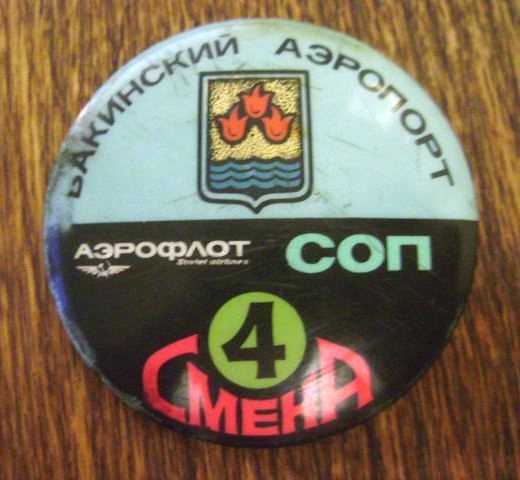 БАКИНСКИЙ АЭРОПОРТ
АЭРОФЛОТ
Soviet airlines
СОП
4
СМЕНА